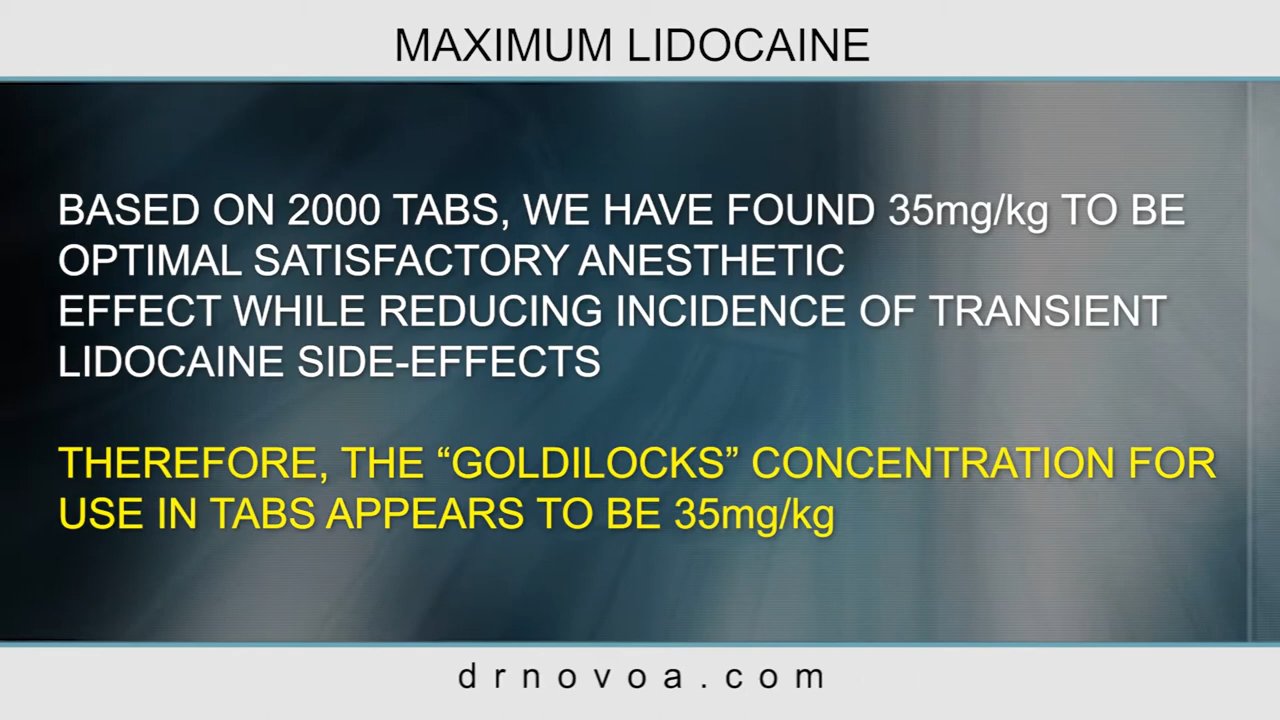 MAXIMUM LIDOCAINE
BASED ON 2000 TABS, WE HAVE FOUND 35mg/kg TO BE
OPTIMAL SATISFACTORY ANESTHETIC
EFFECT WHILE REDUCING INCIDENCE OF TRANSIENT
LIDOCAINE SIDE-EFFECTS
THEREFORE, THE “GOLDILOCKS” CONCENTRATION FOR
USE IN TABS APPEARS TO BE 35mg/kg
drnovoa.com